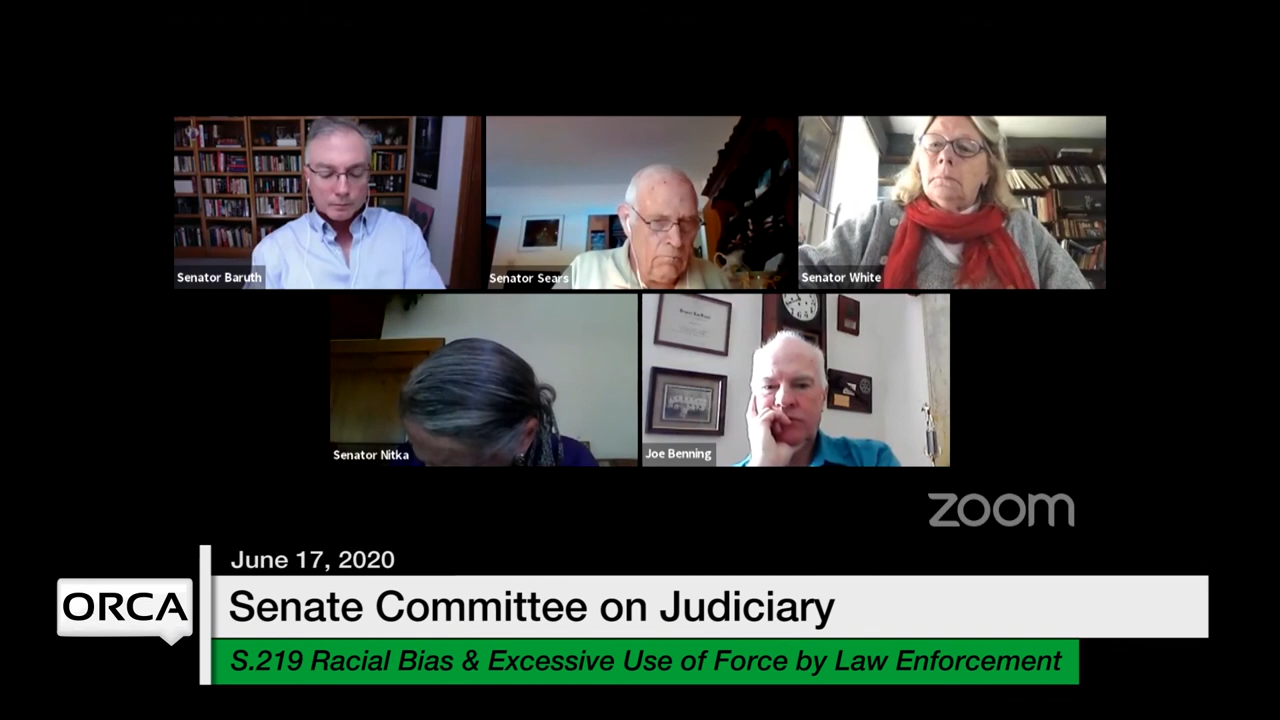 Senator Baruth
Senator Sears
Senator White
Senator Nitka
Joe Benning
zoom
June 17, 2020
ORCA
Senate Committee on Judiciary
S.219 Racial Bias & Excessive Use of Force by Law Enforcement